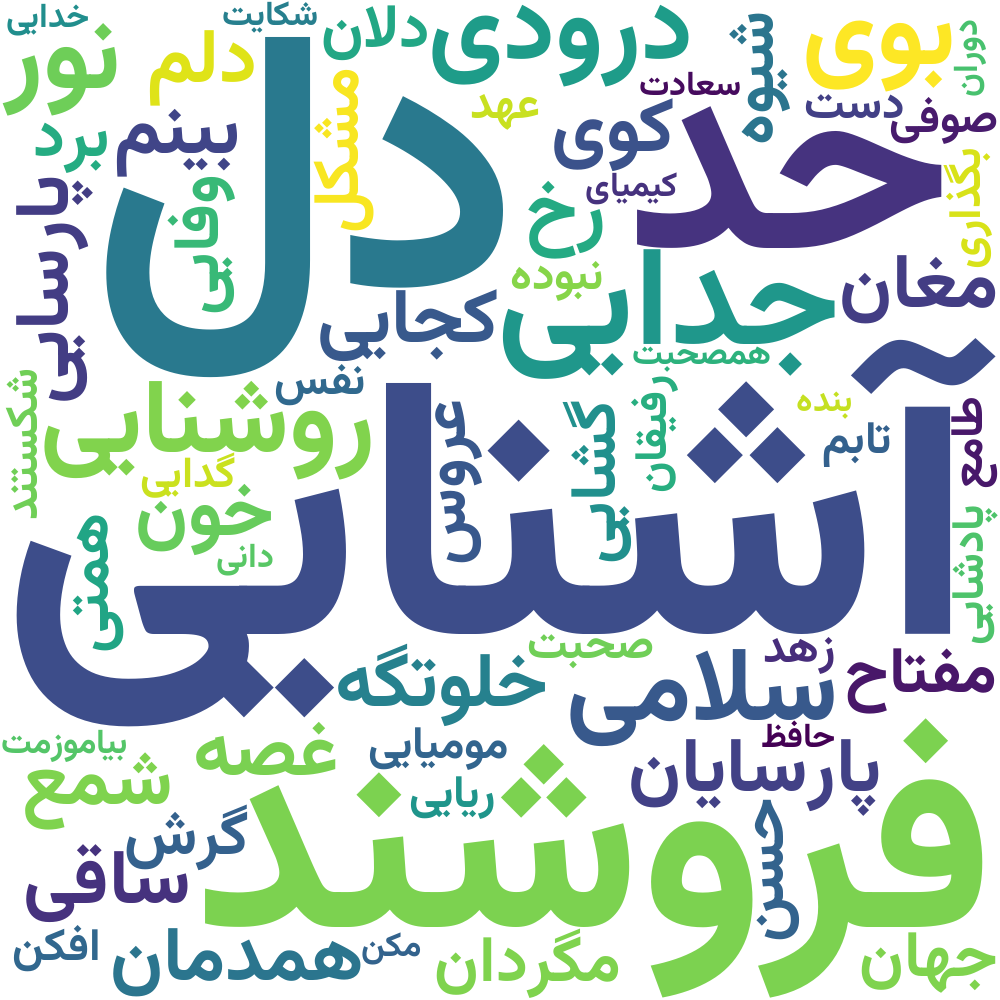 خدایی
شکایت
نور
دلم
دلان
درودی
بوی
دوران
شیوه
سعادت
دست
صوفی
عهد
مشکل
دل
حد
کوی
برد
بینم
وفایی
پارسایی
کیمیای
رخ
بگذاری
نبوده
جدایی
مغان
کجایی
همصحبت
نفس
روشنایی
شکستند
گدایی
خون
دانی
عروس
گشایی
رفیقان
بنده
تابم
طامع
آشنایی
پادشایی
همتی
صحبت
زهد
مفتاح
خلوتگه
سلامی
بیاموزمت
غصه
مومیایی
حافظ
شمع
پارسایان
ریایی
گرش
حسن
فروشند
ساقی
افکن
همدمان
مکن
مگردان
جهان